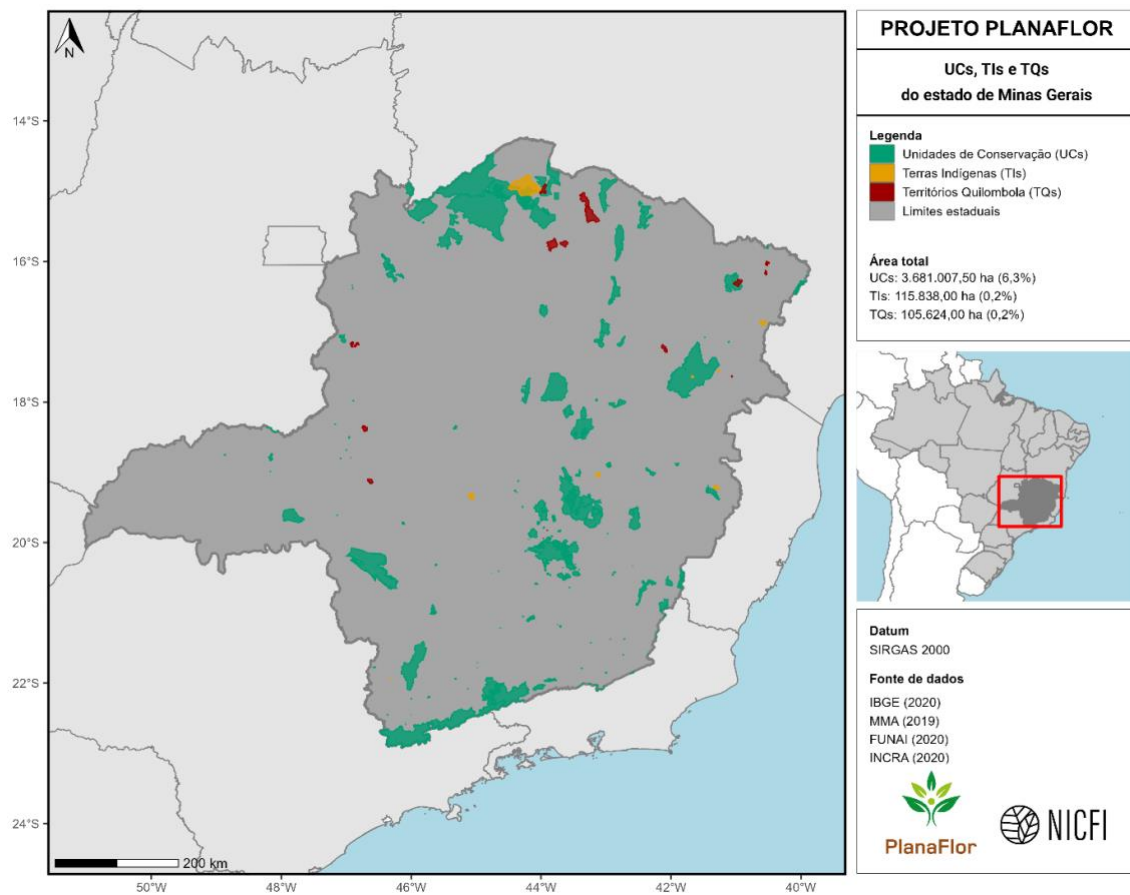 N
14°S
16°S
18°S
20°S
22°S
24°S
200 km
50°W
48°W
46°W
44°W
42°W
40°W
PROJETO PLANAFLOR
UCs, TIs e TQs
do estado de Minas Gerais
Legenda
Unidades de Conservação (UCs)
Terras Indígenas (TIs)
Territórios Quilombola (TQs)
Limites estaduais
Área total
UCs: 3.681.007,50 ha (6,3%)
TIs: 115.838,00 ha (0,2%)
TQs: 105.624,00 ha (0,2%)
Datum
SIRGAS 2000
Fonte de dados
IBGE (2020)
MMA (2019)
FUNAI (2020)
INCRA (2020)
PlanaFlor
NICFI